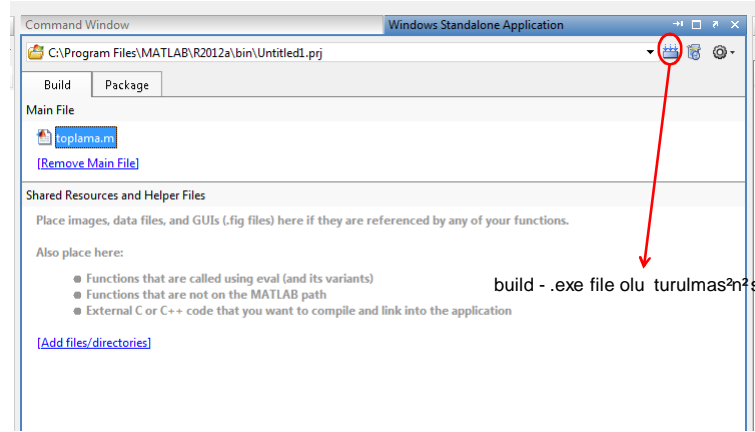 Command Window
Windows Standalone Application
C:\Program Files\MATLAB\R2012a\bin\Untitled1.prj
Build
Package
Main File
toplama.m
[Remove Main File]
Shared Resources and Helper Files
Place images, data files, and GUIs (.fig files) here if they are referenced by any of your functions.
Also place here:
Functions that are called using eval (and its variants)
Functions that are not on the MATLAB path
External C or C++ code that you want to compile and link into the application
[Add files/directories]
build - .exe file olu turulmas²n²s